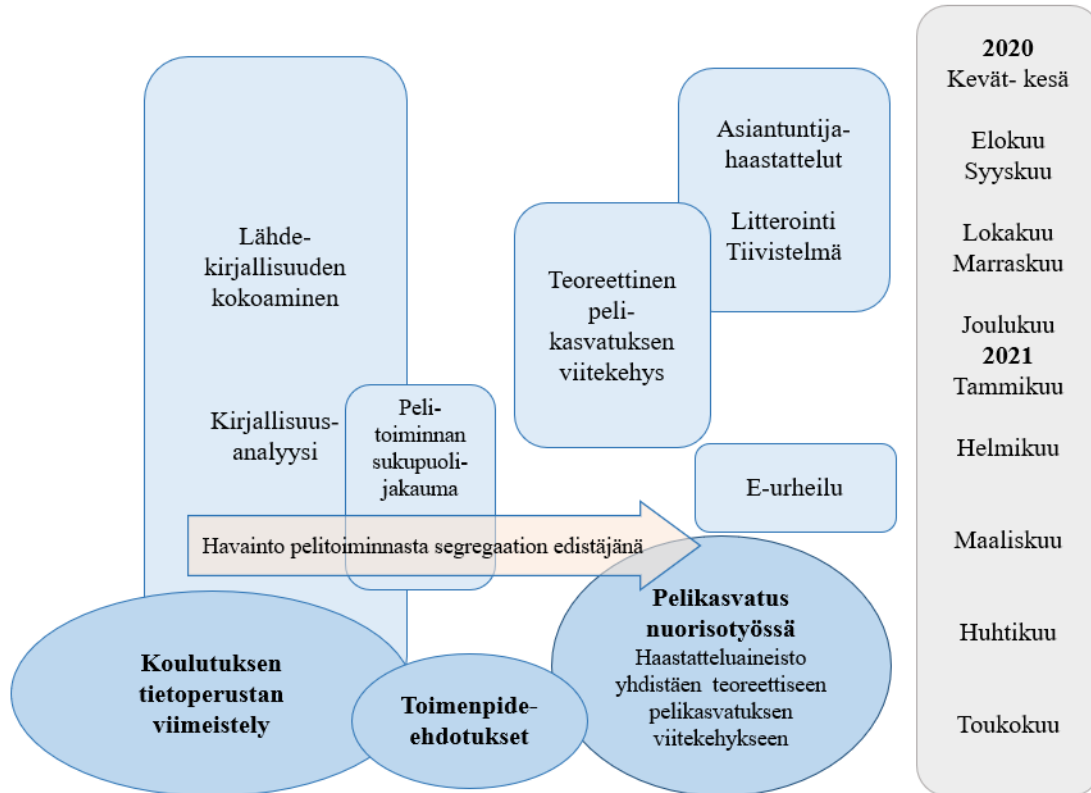 Lähde-
kirjallisuuden
kokoaminen
Kirjallisuus-
analyysi
Peli-
toiminnan
sukupuoli-
jakauma
Teoreettinen
peli-
kasvatuksen
viitekehys
Asiantuntija-
haastattelut
Litterointi
Tiivistelmä
E-urheilu
Havainto pelitoiminnasta segregaation edistäjänä
Koulutuksen
tietoperustan
viimeistely
Toimenpide-
ehdotukset
Pelikasvatus
nuorisotyössä
Haastatteluaineisto
yhdistäen teoreettiseen
pelikasvatuksen
viitekehykseen
2020
Kevät- kesä
Elokuu
Syyskuu
Lokakuu
Marraskuu
Joulukuu
2021
Tammikuu
Helmikuu
Maaliskuu
Huhtikuu
Toukokuu